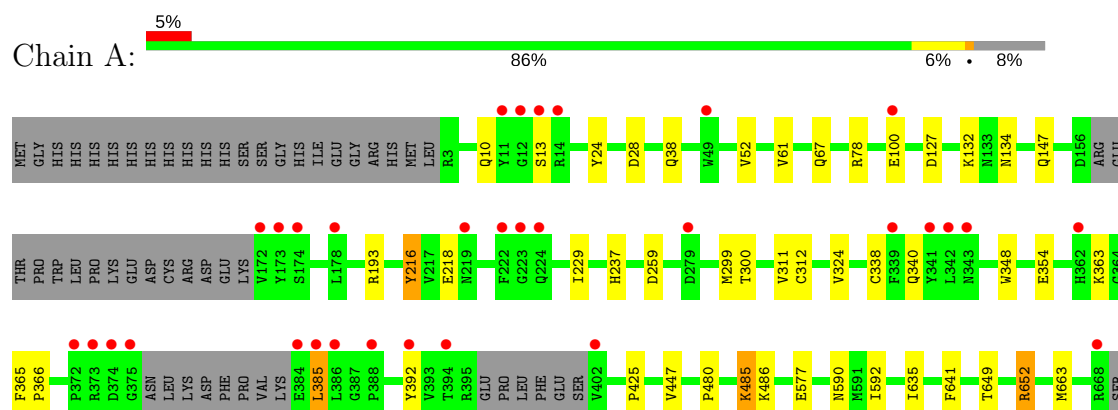 5%
Chain A:
86% 6% • 8%
MET GLY HIS HIS HIS HIS HIS HIS HIS HIS HIS HIS SER SER GLY HIS ILE GLU GLY ARG HIS MET LEU R3 Q10 Y11 G12 S13 R14 Y24 D28 Q38 W49 V52 V61 Q67 R78 E100 D127 K132 N133 N134 Q147 D156 ARG GLU
THR PRO TRP LEU PRO LYS GLU ASP CYS ARG ASP GLU LYS V172 Y173 S174 L178 R193 Y216 V217 E218 N219 F222 G223 Q224 I229 H237 D259 D279 M299 T300 V311 C312 V324 C338 F339 Q340 Y341 L342 N343 W348 E354 H362 K363 G364
F365 P366 P372 R373 D374 G375 ASN LEU LYS ASP PHE PRO VAL LYS E384 L385 L386 G387 P388 Y392 V393 T394 R395 GLU PRO LEU PHE GLU SER V402 P425 V447 P480 K485 K486 E577 N590 M591 I592 I635 F641 T649 R652 M663 R668